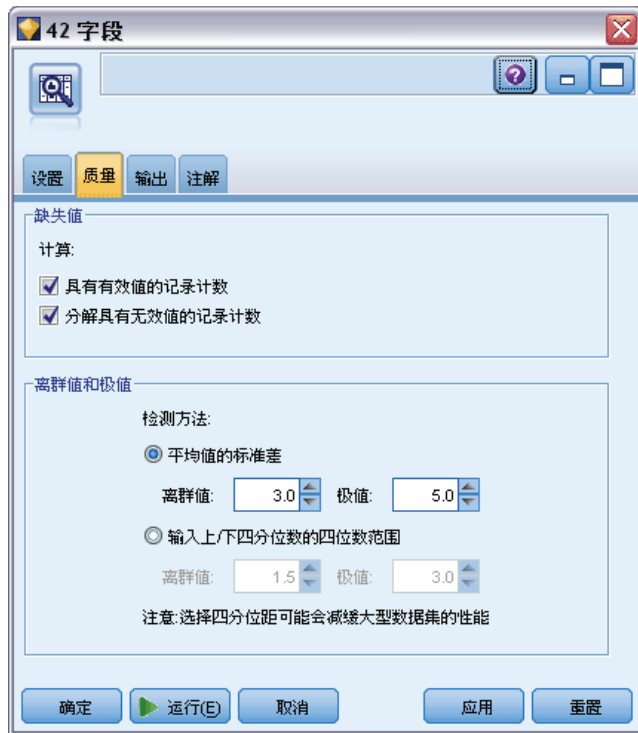 42 字段
设置 质量 输出 注解
缺失值
计算:
具有有效值的记录计数
分解具有无效值的记录计数
离群值和极值
检测方法:
平均值的标准差
离群值: 3.0 极值: 5.0
输入上/下四分位数的四位数范围
离群值: 1.5 极值: 3.0
注意:选择四分位距可能会减缓大型数据集的性能
确定 运行(E) 取消 应用 重置